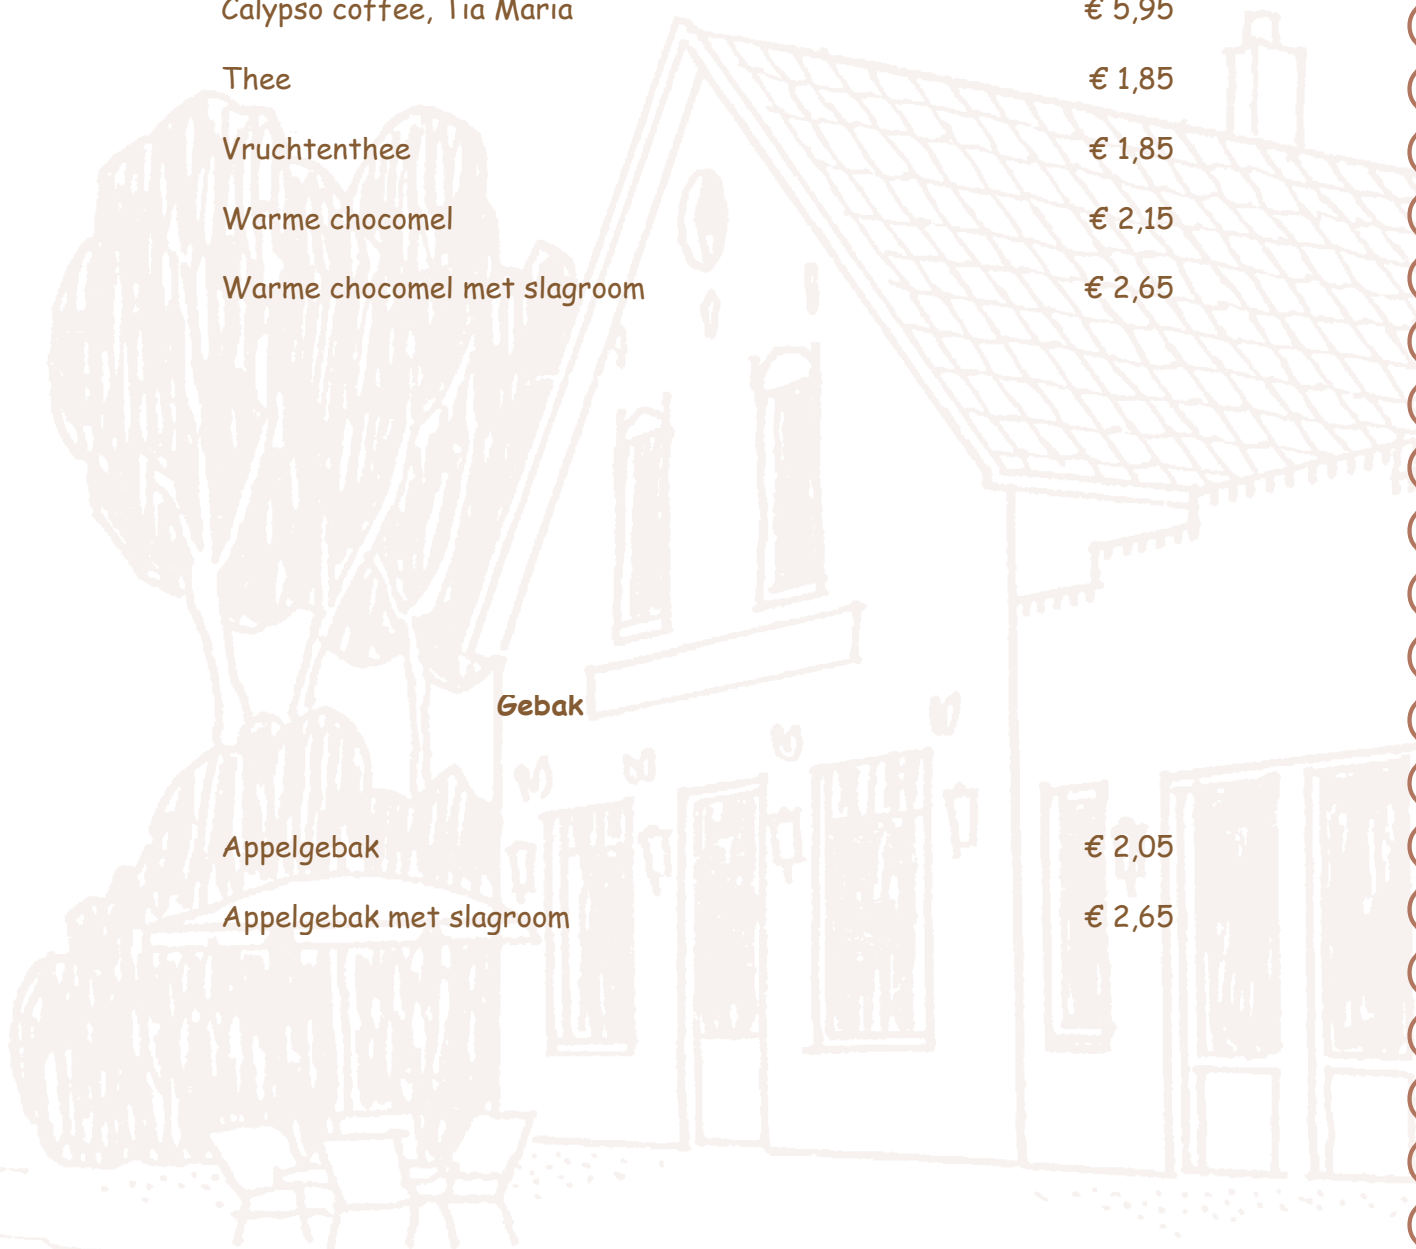 Calypso coffee, Tia Maria € 5,95
Thee € 1,85
Vruchtenthee € 1,85
Warme chocomel € 2,15
Warme chocomel met slagroom € 2,65
Gebak
Appelgebak € 2,05
Appelgebak met slagroom € 2,65